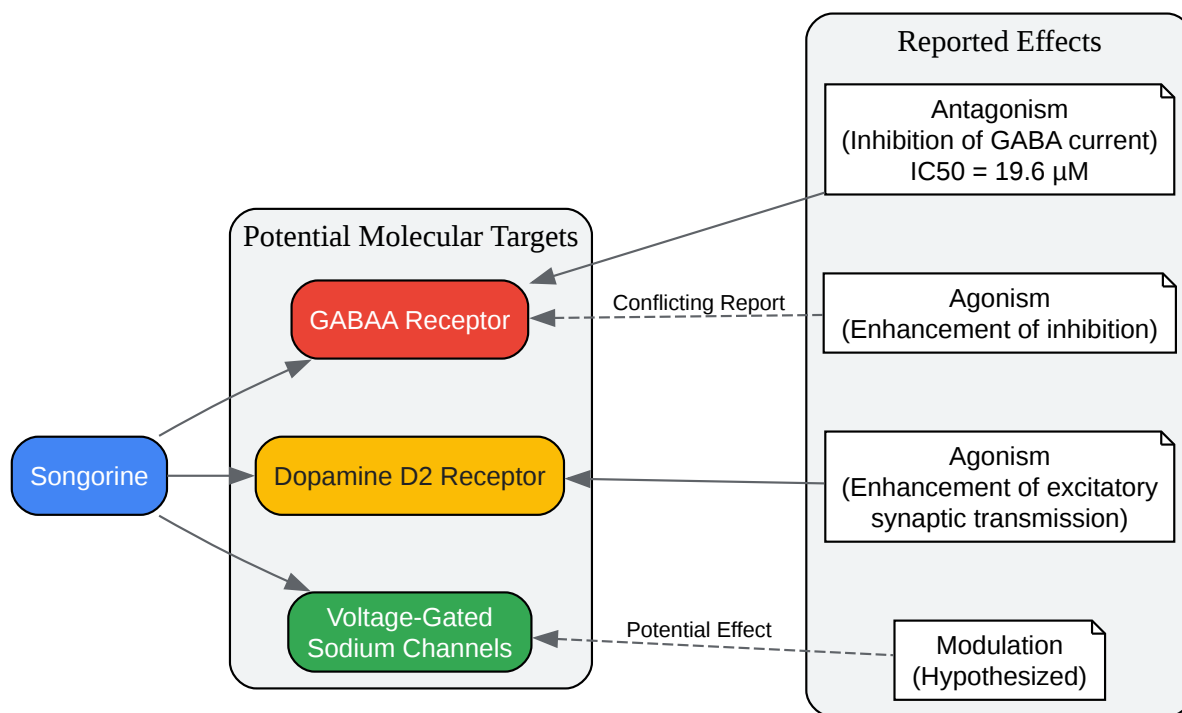 Reported Effects
Antagonism
(Inhibition of GABA current)
IC50 = 19.6 µM
Potential Molecular Targets
GABAA Receptor
Conflicting Report
Agonism
(Enhancement of inhibition)
Songorine
Dopamine D2 Receptor
Agonism
(Enhancement of excitatory
synaptic transmission)
Voltage-Gated
Sodium Channels
Potential Effect
Modulation
(Hypothesized)